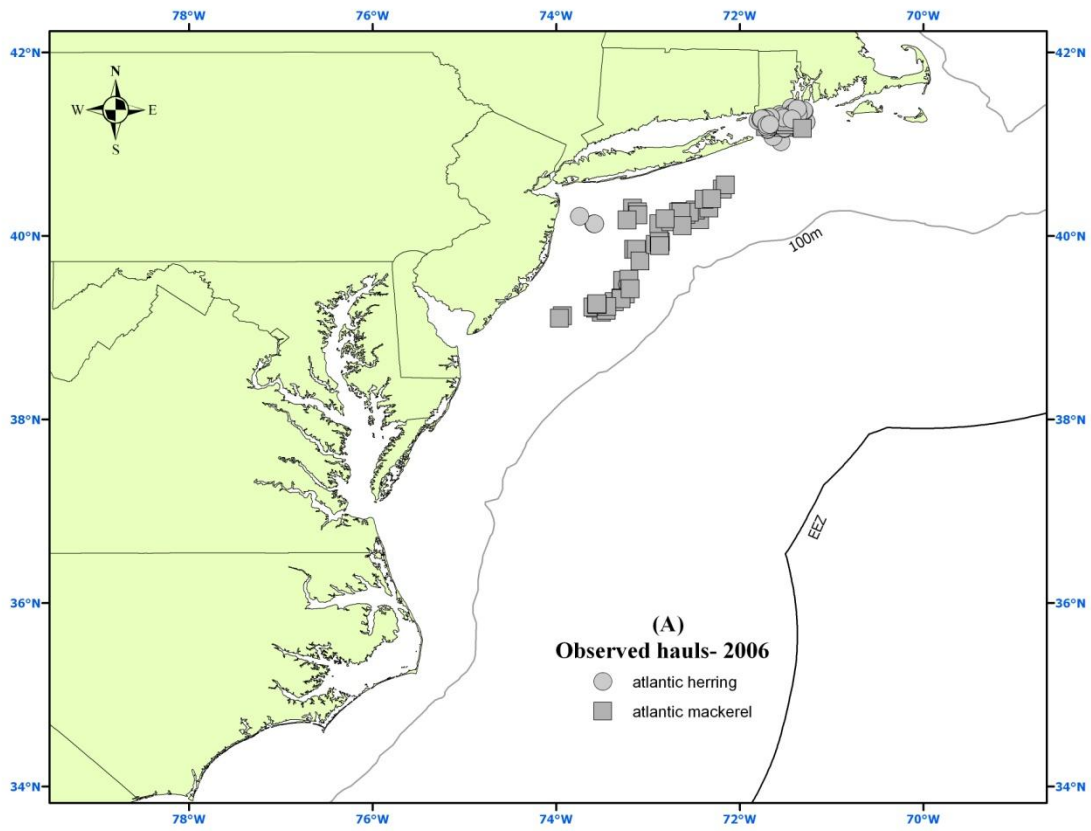 78°W 76°W 74°W 72°W 70°W
42°N 42°N
N
W E
S
40°N 40°N
100m
38°N 38°N
EEZ
36°N 36°N
(A)
Observed hauls- 2006
atlantic herring
atlantic mackerel
34°N 34°N
78°W 76°W 74°W 72°W 70°W